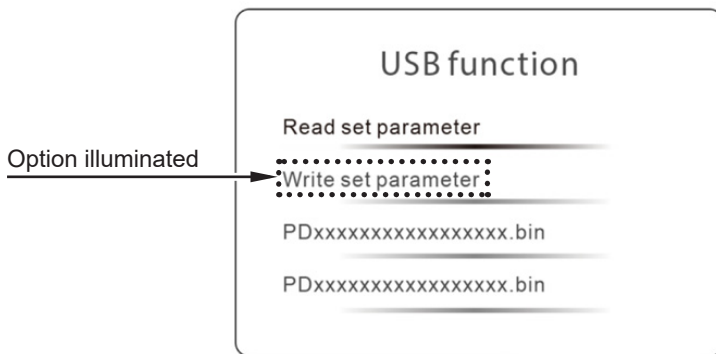 USB function
Read set parameter
Option illuminated
Write set parameter
PDxxxxxxxxxxxxxxxxx.bin
PDxxxxxxxxxxxxxxxxx.bin